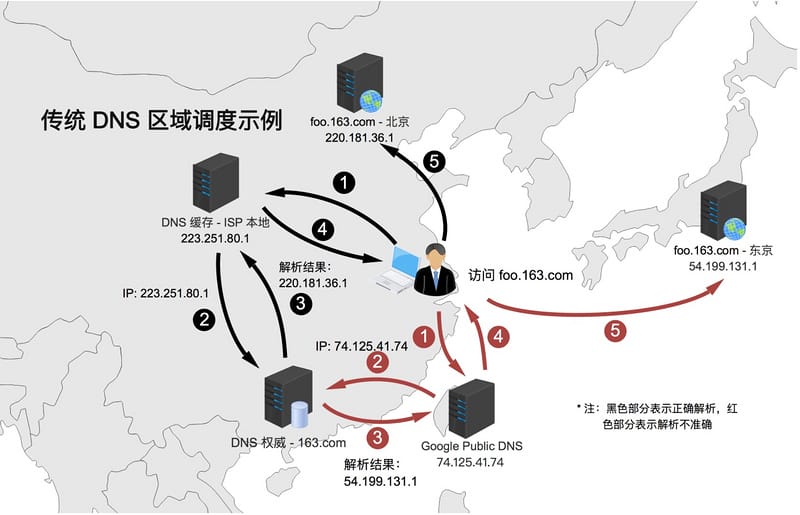 传统 DNS 区域调度示例
foo.163.com - 北京
220.181.36.1
5
1
DNS 缓存 - ISP 本地
223.251.80.1
4
foo.163.com - 东京
54.199.131.1
解析结果：
220.181.36.1
访问 foo.163.com
IP: 223.251.80.1
2
3
1
4
5
IP: 74.125.41.74
2
DNS 权威 - 163.com
3
Google Public DNS
74.125.41.74
解析结果：
54.199.131.1
* 注：黑色部分表示正确解析，红
色部分表示解析不准确